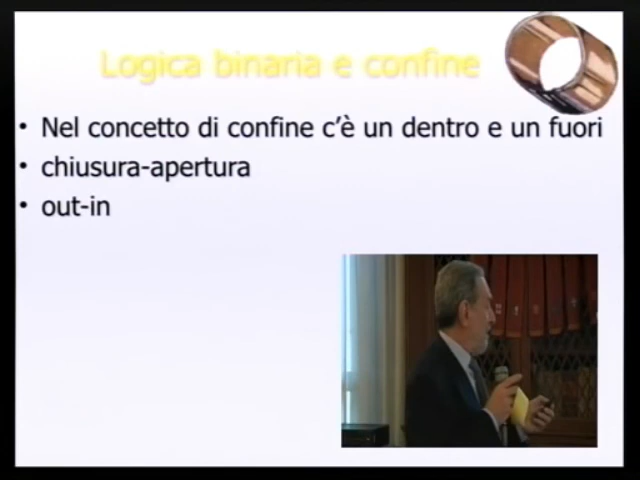 Logica binaria e confine
• Nel concetto di confine c'è un dentro e un fuori
• chiusura-apertura
• out-in